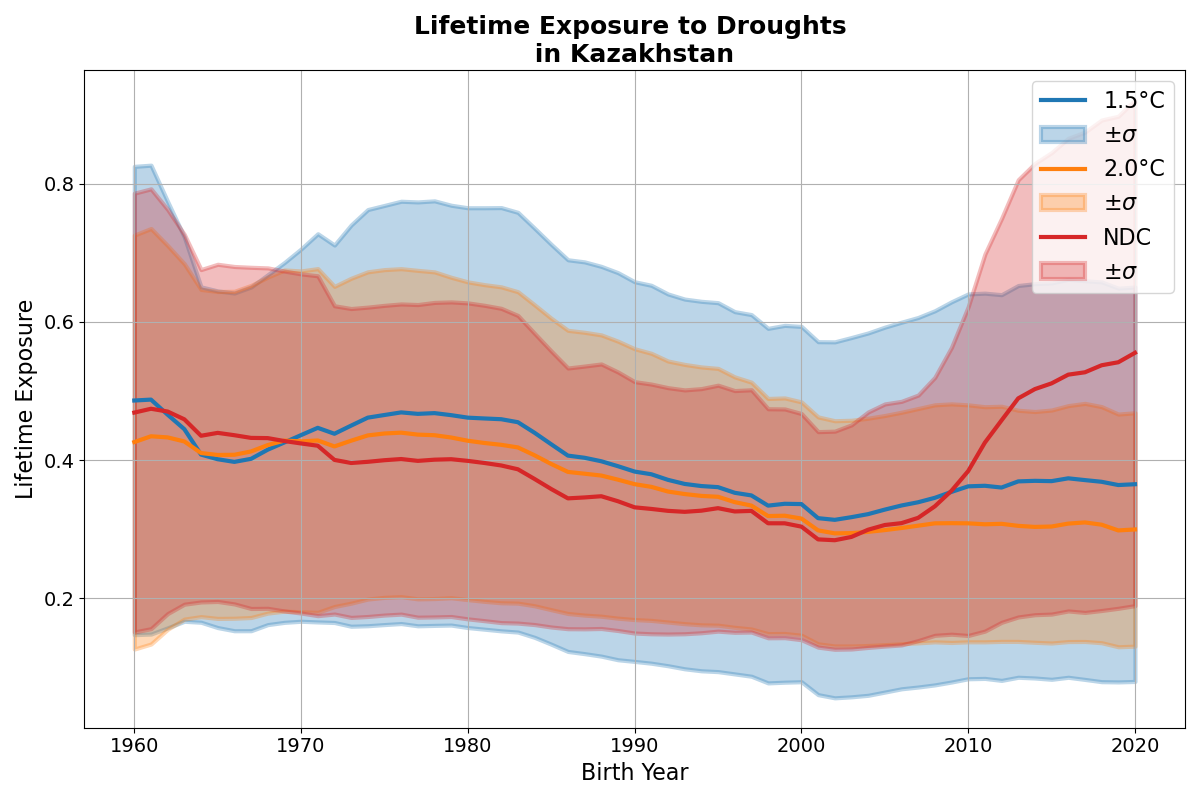 Lifetime Exposure to Droughts
in Kazakhstan
1.5°C
±σ
2.0°C
±σ
NDC
±σ
Lifetime Exposure
0.8
0.6
0.4
0.2
1960
1970
1980
1990
2000
2010
2020
Birth Year